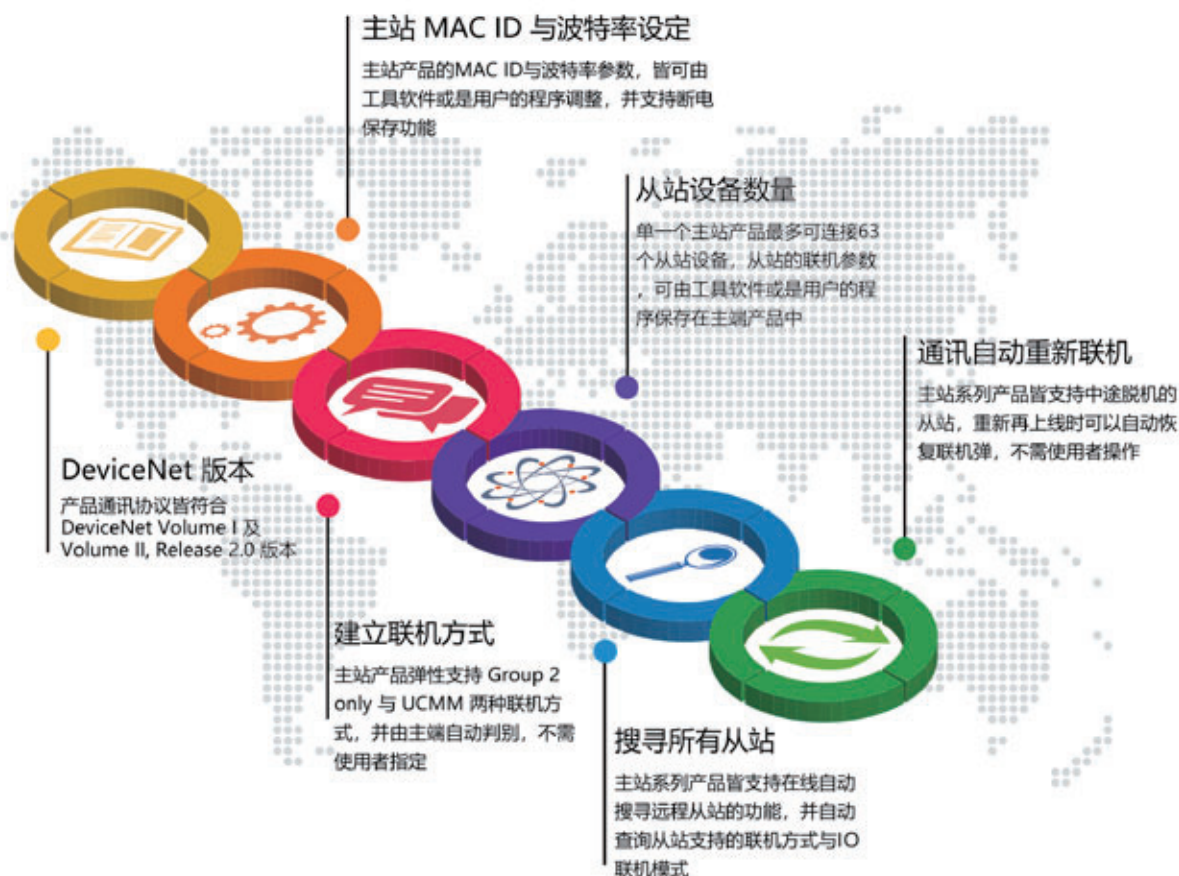 主站 MAC ID 与波特率设定
主站产品的MAC ID与波特率参数，皆可由
工具软件或是用户的程序调整，并支持断电
保存功能
从站设备数量
单一个主站产品最多可连接63
个从站设备，从站的联机参数
，可由工具软件或是用户的程
序保存在主端产品中
通讯自动重新联机
主站系列产品皆支持中途脱机的
从站，重新再上线时可以自动恢
复联机弹，不需使用者操作
DeviceNet 版本
产品通讯协议皆符合
DeviceNet Volume I 及
Volume II, Release 2.0 版本
建立联机方式
主站产品弹性支持 Group 2
only 与 UCMM 两种联机方
式，并由主端自动判别，不需
使用者指定
搜寻所有从站
主站系列产品皆支持在线自动
搜寻远程从站的功能，并自动
查询从站支持的联机方式与IO
联机模式